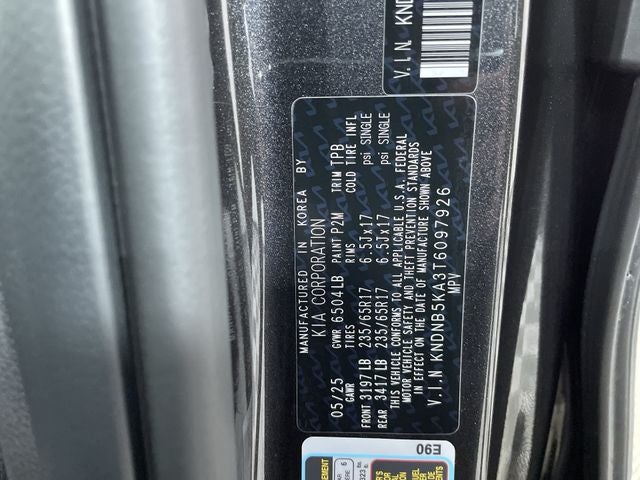 V.I.N. KND
MANUFACTURED IN KOREA BY
KIA CORPORATION
05/25 GVWR 6504LB PAINT P2M TRIM TPB
GAWR TIRES RIMS COLD TIRE INFL
FRONT 3197LB 235/65R17 6.5Jx17 psi SINGLE
REAR 3417LB 235/65R17 6.5Jx17 psi SINGLE
THIS VEHICLE CONFORMS TO ALL APPLICABLE U.S.A. FEDERAL
MOTOR VEHICLE SAFETY AND THEFT PREVENTION STANDARDS
IN EFFECT ON THE DATE OF MANUFACTURE SHOWN ABOVE
V.I.N KNDNB5KA3T6097926
MPV
E90